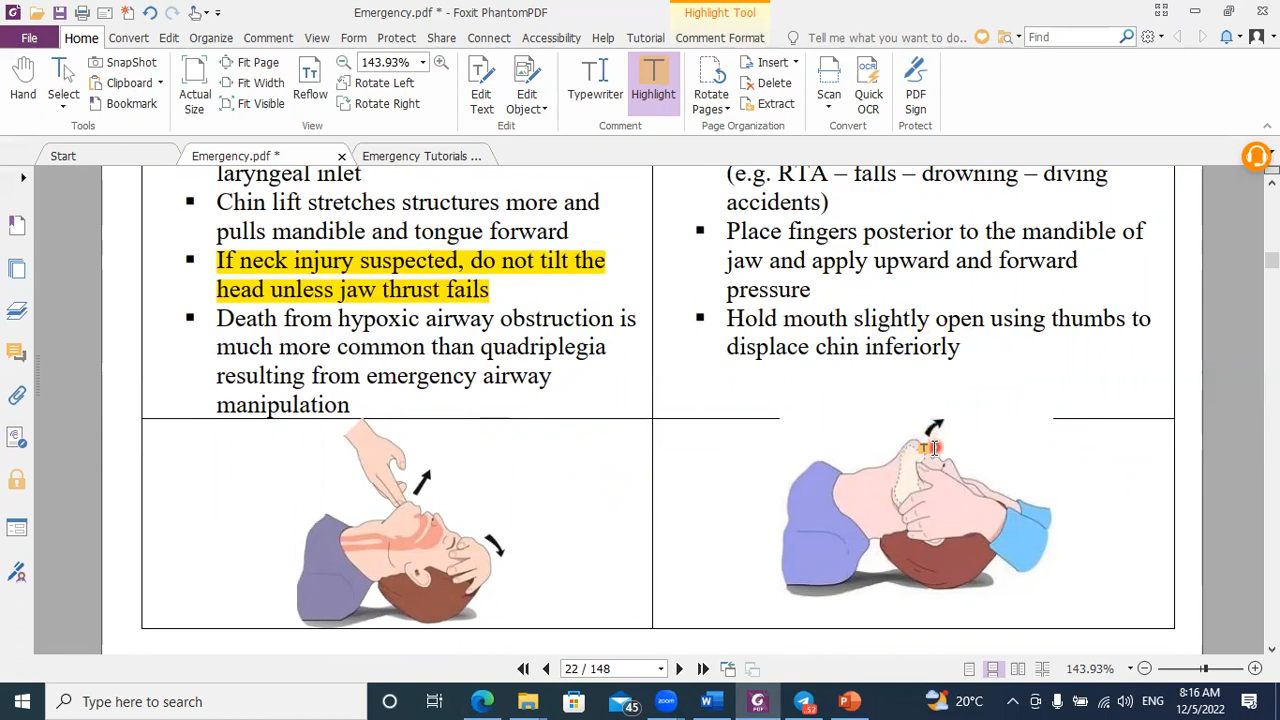 Emergency.pdf * - Foxit PhantomPDF
Highlight Tool
File Home Convert Edit Organize Comment View Form Protect Share Connect Accessibility Help Tutorial Comment Format Tell me what you want to do... Find
Hand
Select
SnapShot
Clipboard
Bookmark
Tools
Actual Size
Fit Page
Fit Width
Fit Visible
Reflow
143.93%
Rotate Left
Rotate Right
View
Edit Text
Edit Object
Edit
Typewriter
Highlight
Comment
Rotate Pages
Insert
Delete
Extract
Page Organization
Scan
Quick OCR
Convert
PDF Sign
Protect
Start
Emergency.pdf *
Emergency Tutorials ...
laryngeal inlet
▪ Chin lift stretches structures more and
pulls mandible and tongue forward
▪ If neck injury suspected, do not tilt the
head unless jaw thrust fails
▪ Death from hypoxic airway obstruction is
much more common than quadriplegia
resulting from emergency airway
manipulation
(e.g. RTA – falls – drowning – diving
accidents)
▪ Place fingers posterior to the mandible of
jaw and apply upward and forward
pressure
▪ Hold mouth slightly open using thumbs to
displace chin inferiorly
22 / 148
143.93%
Type here to search
45
zoom
PDF
52
20°C
ENG
8:16 AM
12/5/2022